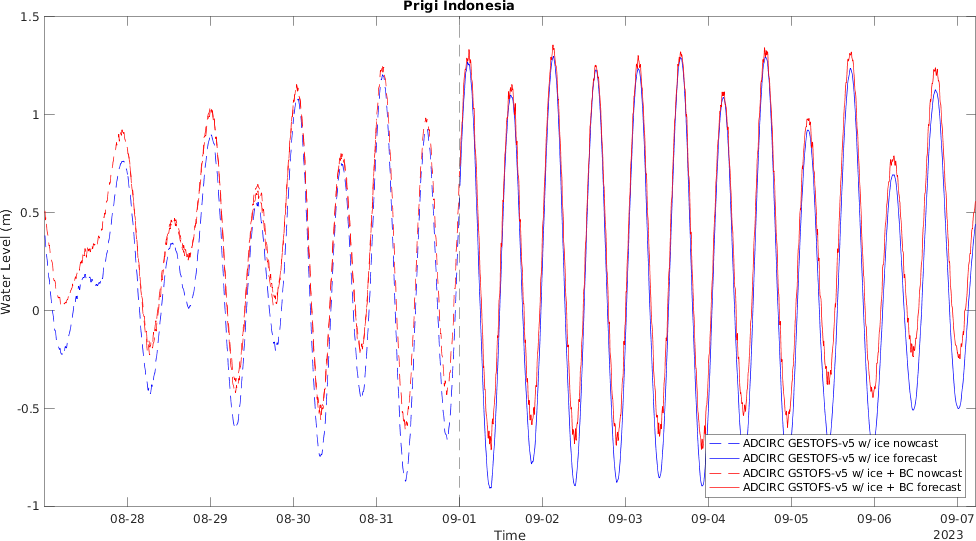 Prigi Indonesia
1.5
1
0.5
0
-0.5
-1
Water Level (m)
ADCIRC GESTOFS-v5 w/ ice nowcast
ADCIRC GESTOFS-v5 w/ ice forecast
ADCIRC GSTOFS-v5 w/ ice + BC nowcast
ADCIRC GSTOFS-v5 w/ ice + BC forecast
08-28 08-29 08-30 08-31 09-01 09-02 09-03 09-04 09-05 09-06 09-07
Time
2023